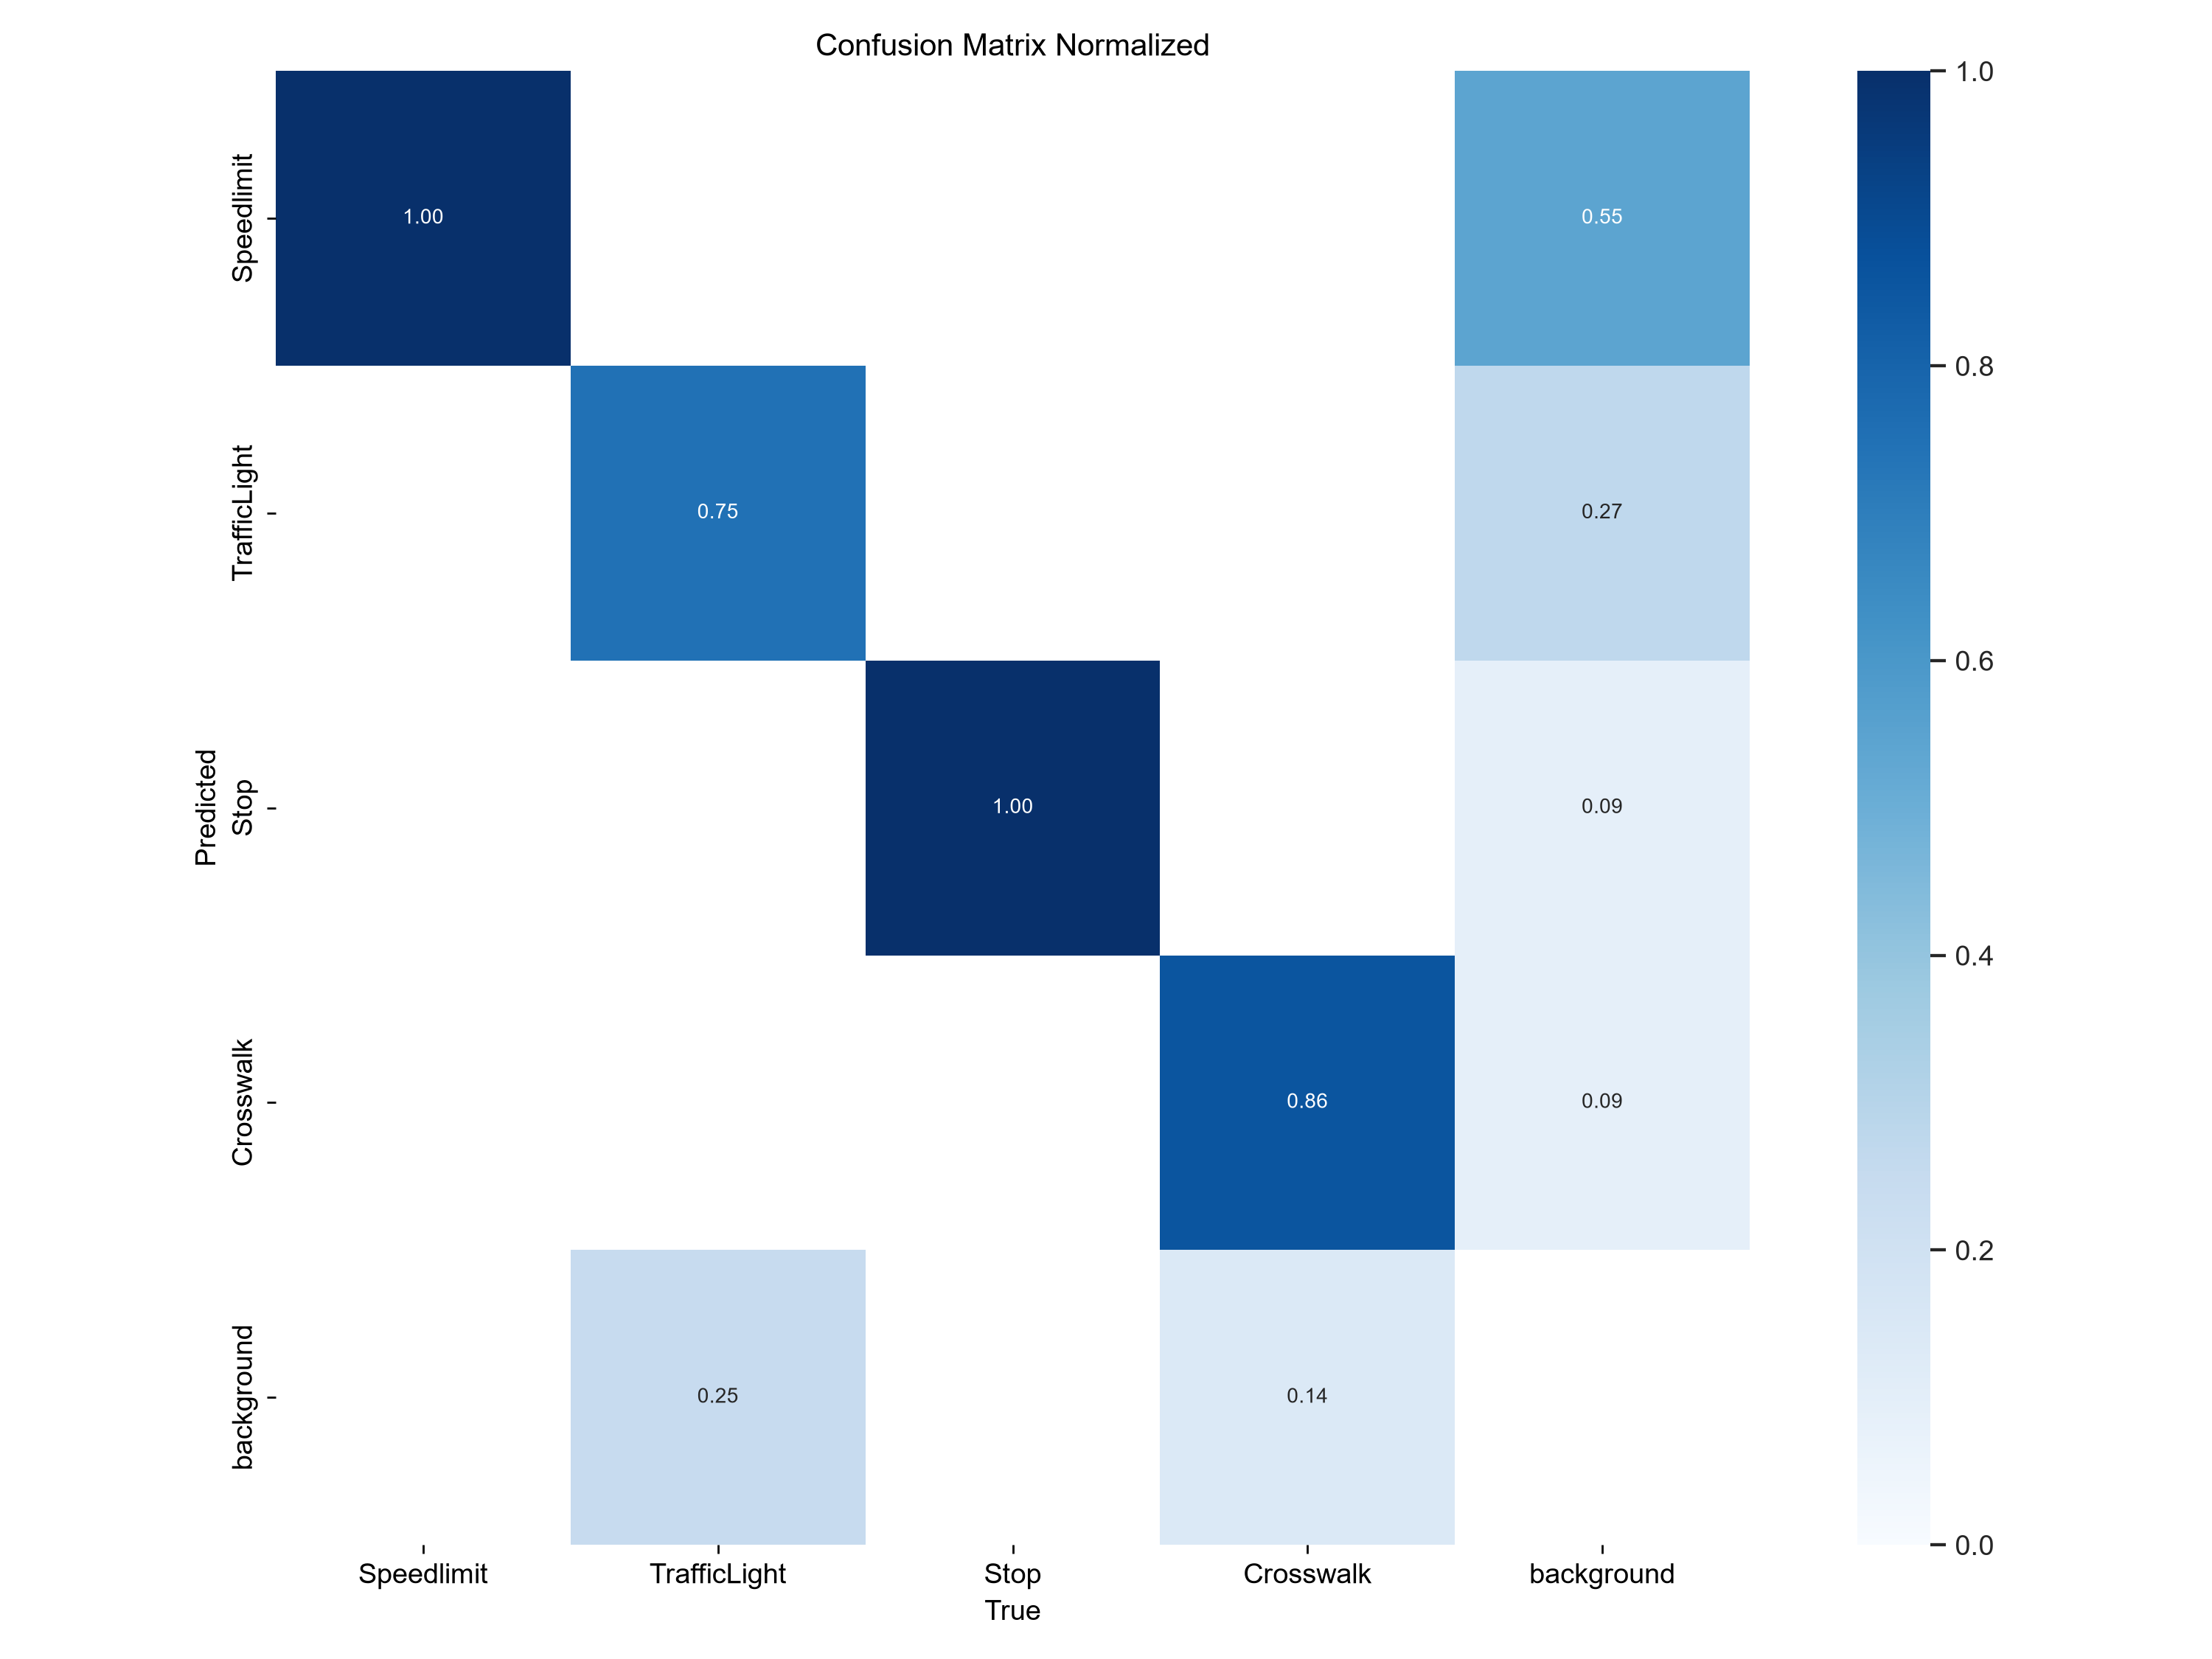 Confusion Matrix Normalized
Speedlimit
1.00
0.55
TrafficLight
0.75
0.27
Predicted
Stop
1.00
0.09
Crosswalk
0.86
0.09
background
0.25
0.14
Speedlimit
TrafficLight
Stop
Crosswalk
background
True
1.0
0.8
0.6
0.4
0.2
0.0